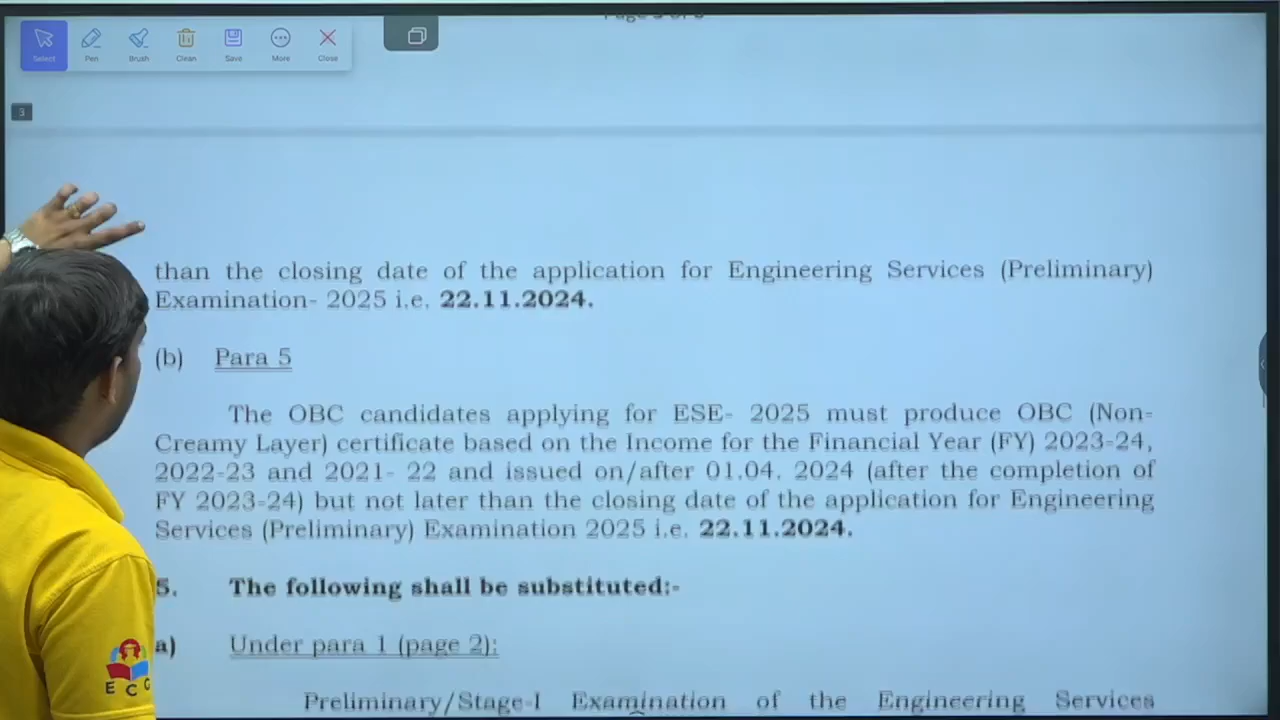 Select
Pen
Brush
Clean
Save
More
Close
3
than the closing date of the application for Engineering Services (Preliminary)
Examination- 2025 i.e. 22.11.2024.
(b) Para 5
The OBC candidates applying for ESE- 2025 must produce OBC (Non-
Creamy Layer) certificate based on the Income for the Financial Year (FY) 2023-24,
2022-23 and 2021- 22 and issued on/after 01.04. 2024 (after the completion of
FY 2023-24) but not later than the closing date of the application for Engineering
Services (Preliminary) Examination 2025 i.e. 22.11.2024.
5. The following shall be substituted:-
a) Under para 1 (page 2):
Preliminary/Stage-I Examination of the Engineering Services
E C G